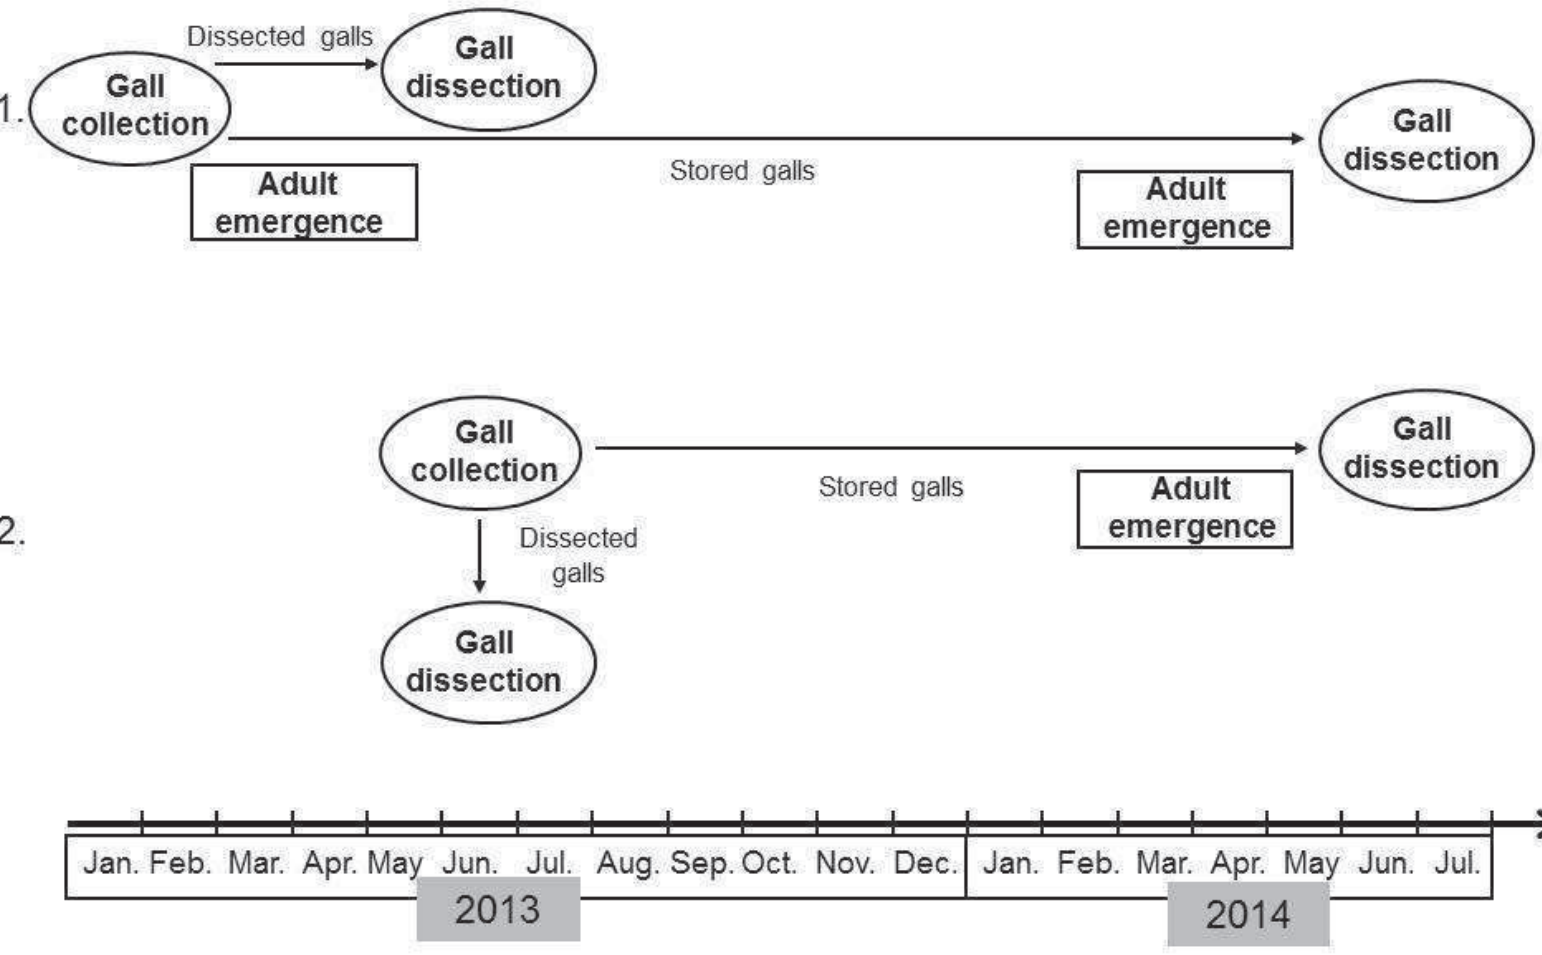 Dissected galls
Gall
dissection
1.
Gall
collection
Stored galls
Gall
dissection
Adult
emergence
Adult
emergence
2.
Gall
collection
Stored galls
Gall
dissection
Adult
emergence
Dissected
galls
Gall
dissection
Jan. Feb. Mar. Apr. May Jun. Jul. Aug. Sep. Oct. Nov. Dec. Jan. Feb. Mar. Apr. May Jun. Jul.
2013
2014